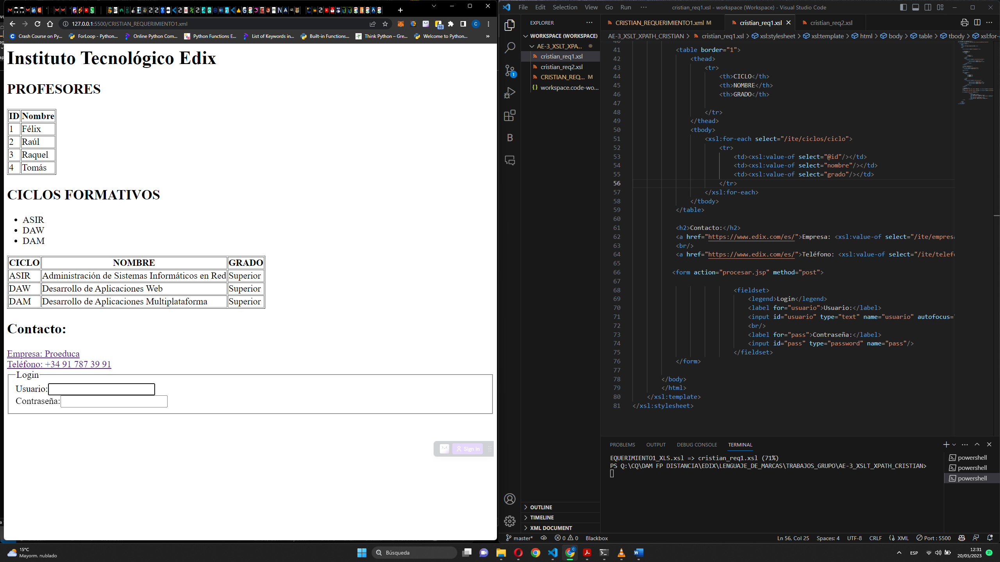 127.0.0.1:5500/CRISTIAN_REQUERIMIENTO1.xml
10
C
Crash Course on Py...
ForLoop - Python...
Online Python Com...
Python Functions E...
List of Keywords in...
Built-in Functions...
Think Python – Gre...
Welcome to Python...
»
Instituto Tecnológico Edix
PROFESORES
ID Nombre
1 Félix
2 Raúl
3 Raquel
4 Tomás
CICLOS FORMATIVOS
• ASIR
• DAW
• DAM
CICLO NOMBRE GRADO
ASIR Administración de Sistemas Informáticos en Red Superior
DAW Desarrollo de Aplicaciones Web Superior
DAM Desarrollo de Aplicaciones Multiplataforma Superior
Contacto:
Empresa: Proeduca
Teléfono: +34 91 787 39 91
Login
Usuario:
Contraseña:
Sign in
File Edit Selection View Go Run ···
cristian_req1.xsl - workspace (Workspace) - Visual Studio Code
EXPLORER
WORKSPACE (WORKSPACE)
AE-3_XSLT_XPA...
cristian_req1.xsl
cristian_req2.xsl
CRISTIAN_REQ... M
workspace.code-wo...
1
B
OUTLINE
TIMELINE
XML DOCUMENT
CRISTIAN_REQUERIMIENTO1.xml M
cristian_req1.xsl
cristian_req2.xsl
AE-3_XSLT_XPATH_CRISTIAN > cristian_req1.xsl > xsl:stylesheet > xsl:template > html > body > table > tbody > xsl:for-
40
41 <table border="1">
42 <thead>
43 <tr>
44 <th>CICLO</th>
45 <th>NOMBRE</th>
46 <th>GRADO</th>
47
48 </tr>
49 </thead>
50 <tbody>
51 <xsl:for-each select="/ite/ciclos/ciclo">
52 <tr>
53 <td><xsl:value-of select="@id"/></td>
54 <td><xsl:value-of select="nombre"/></td>
55 <td><xsl:value-of select="grado"/></td>
56 </tr>
57 </xsl:for-each>
58 </tbody>
59 </table>
60
61 <h2>Contacto:</h2>
62 <a href="https://www.edix.com/es/">Empresa: <xsl:value-of select="/ite/empresa
63 <br/>
64 <a href="https://www.edix.com/es/">Teléfono: <xsl:value-of select="/ite/telefo
65
66 <form action="procesar.jsp" method="post">
67
68 <fieldset>
69 <legend>Login</legend>
70 <label for="usuario">Usuario:</label>
71 <input id="usuario" type="text" name="usuario" autofocus="
72 <br/>
73 <label for="pass">Contraseña:</label>
74 <input id="pass" type="password" name="pass"/>
75 </fieldset>
76 </form>
77
78 </body>
79 </html>
80 </xsl:template>
81 </xsl:stylesheet>
PROBLEMS OUTPUT DEBUG CONSOLE TERMINAL
EQUERIMIENTO1_XLS.xsl => cristian_req1.xsl (71%)
PS Q:\CQ\DAM FP DISTANCIA\EDIX\LENGUAJE_DE_MARCAS\TRABAJOS_GRUPO\AE-3_XSLT_XPATH_CRISTIAN>
powershell
powershell
powershell
master* 0 0 Blackbox
Ln 56, Col 25 Spaces: 4 UTF-8 CRLF XML Port : 5500
15°C
Mayorm. nublado
Búsqueda
ESP
12:31
20/05/2023
31